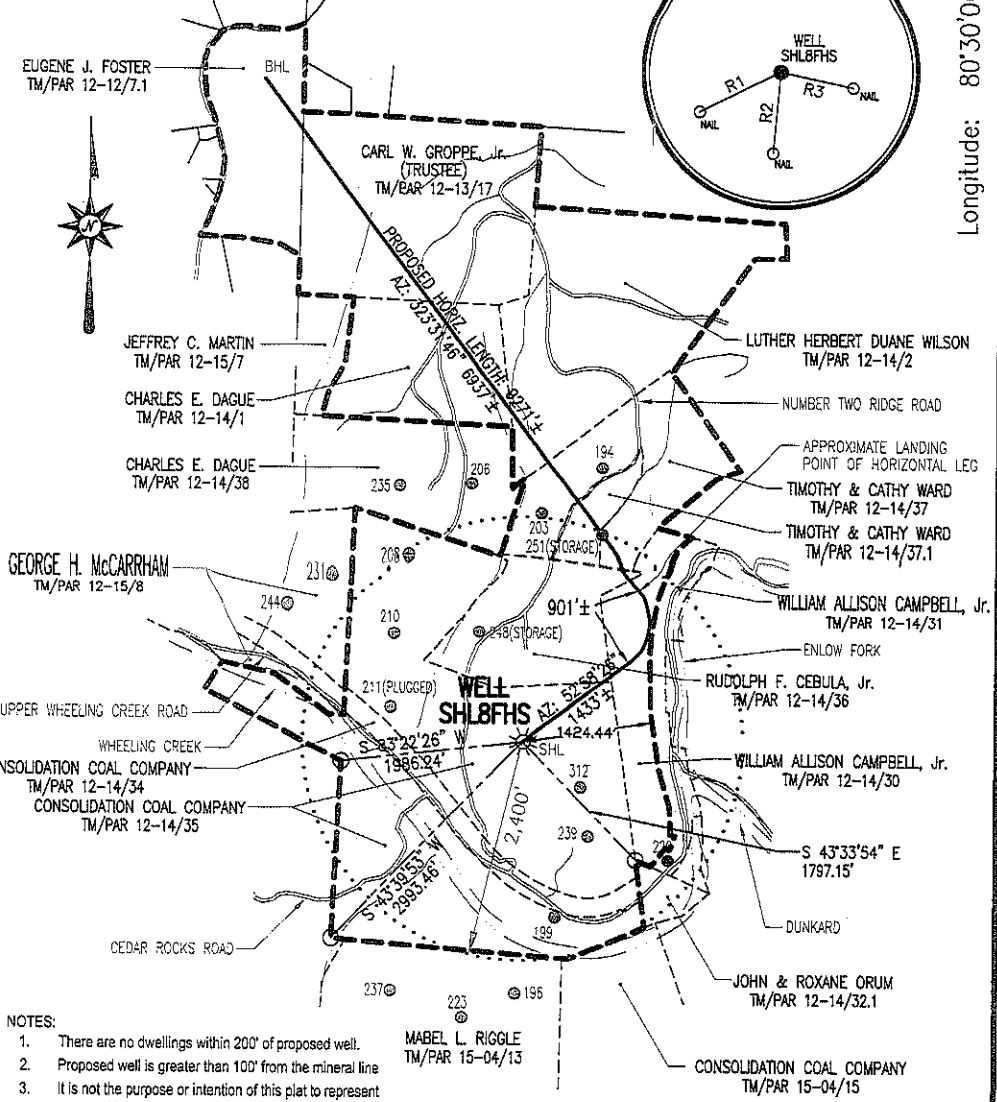 Longitude: 80°30'0
WELL
SHL8FHS
R1
R2
R3
NAIL
NAIL
NAIL
EUGENE J. FOSTER
TM/PAR 12-12/7.1
BHL
N
CARL W. GROPPE, Jr.
(TRUSTEE)
TM/PAR 12-13/17
PROPOSED HORIZ. LENGTH: 9271'±
6937'±
JEFFREY C. MARTIN
TM/PAR 12-15/7
LUTHER HERBERT DUANE WILSON
TM/PAR 12-14/2
CHARLES E. DAGUE
TM/PAR 12-14/1
NUMBER TWO RIDGE ROAD
APPROXIMATE LANDING
POINT OF HORIZONTAL LEG
CHARLES E. DAGUE
TM/PAR 12-14/38
235
206
194
TIMOTHY & CATHY WARD
TM/PAR 12-14/37
203
251(STORAGE)
TIMOTHY & CATHY WARD
TM/PAR 12-14/37.1
GEORGE H. McCARRHAM
TM/PAR 12-15/8
208
231
244
210
248(STORAGE)
901'±
WILLIAM ALLISON CAMPBELL, Jr.
TM/PAR 12-14/31
ENLOW FORK
RUDOLPH F. CEBULA, Jr.
TM/PAR 12-14/36
211(PLUGGED)
WELL
SHL8FHS
AZ: 52°58'26"
1433'±
1424.44'
SHL
UPPER WHEELING CREEK ROAD
WHEELING CREEK
S 83°22'26" W
1986.24'
NSOLIDATION COAL COMPANY
TM/PAR 12-14/34
CONSOLIDATION COAL COMPANY
TM/PAR 12-14/35
WILLIAM ALLISON CAMPBELL, Jr.
TM/PAR 12-14/30
312
2,400'
239
S 43°33'54" E
1797.15'
S 43°39'53" W
2993.46'
199
DUNKARD
CEDAR ROCKS ROAD
JOHN & ROXANE ORUM
TM/PAR 12-14/32.1
237
223
196
MABEL L. RIGGLE
TM/PAR 15-04/13
CONSOLIDATION COAL COMPANY
TM/PAR 15-04/15
NOTES:
1. There are no dwellings within 200' of proposed well.
2. Proposed well is greater than 100' from the mineral line
3. It is not the purpose or intention of this plat to represent